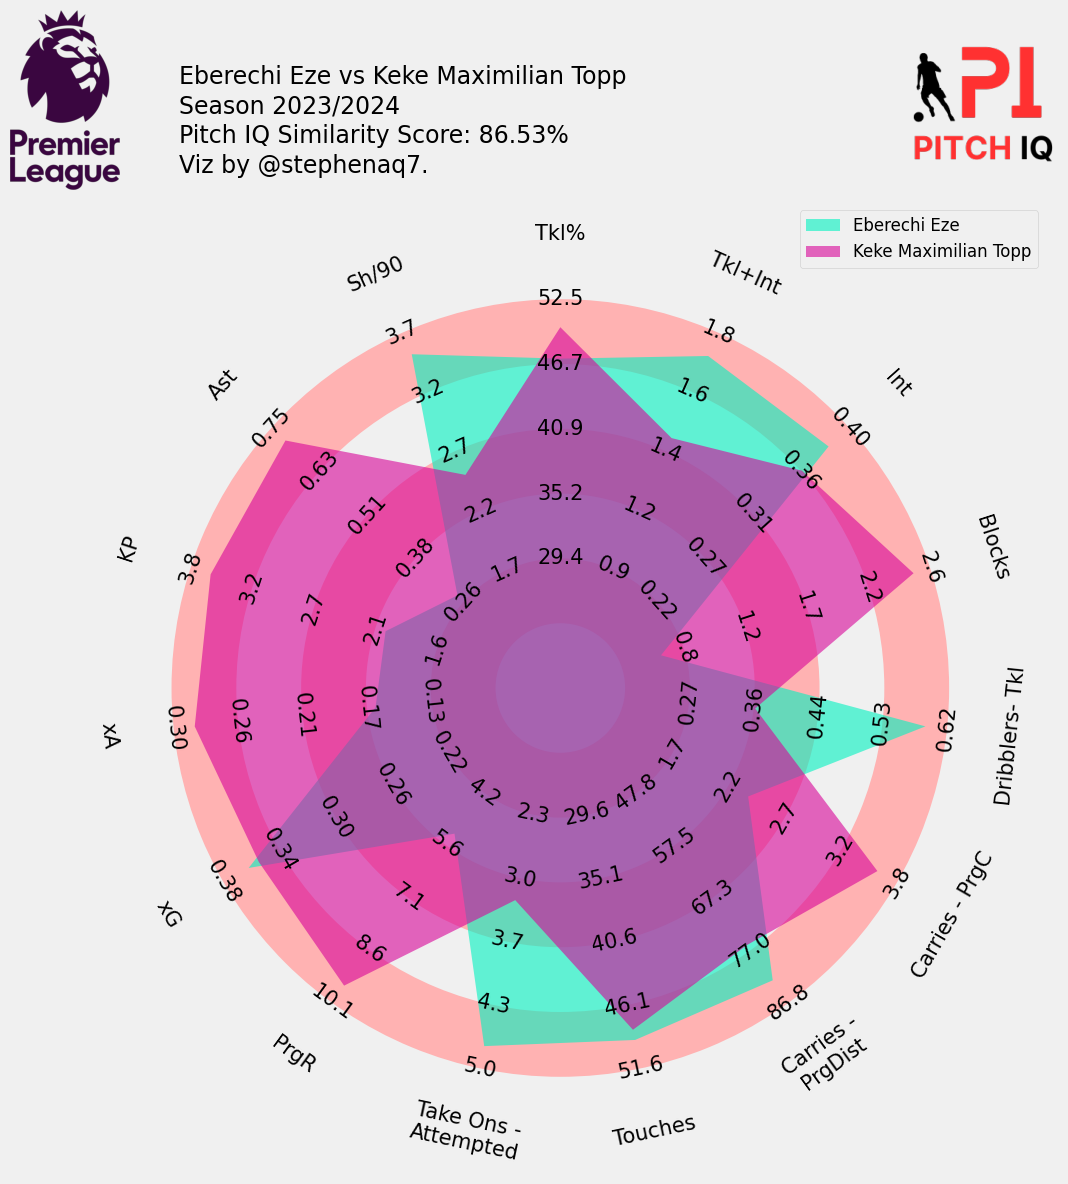 Premier
League
Eberechi Eze vs Keke Maximilian Topp
Season 2023/2024
Pitch IQ Similarity Score: 86.53%
Viz by @stephenaq7.
PI
PITCH IQ
Eberechi Eze
Keke Maximilian Topp
Tkl%
52.5
46.7
40.9
35.2
29.4
Tkl+Int
1.8
1.6
1.4
1.2
0.9
Int
0.40
0.36
0.31
0.27
0.22
Blocks
2.6
2.2
1.7
1.2
0.8
Dribblers- Tkl
0.62
0.53
0.44
0.36
0.27
Carries - PrgC
3.8
3.2
2.7
2.2
1.7
Carries -
PrgDist
86.8
77.0
67.3
57.5
47.8
Touches
51.6
46.1
40.6
35.1
29.6
Take Ons -
Attempted
5.0
4.3
3.7
3.0
2.3
PrgR
10.1
8.6
7.1
5.6
4.2
xG
0.38
0.34
0.30
0.26
0.22
xA
0.30
0.26
0.21
0.17
0.13
KP
3.8
3.2
2.7
2.1
1.6
Ast
0.75
0.63
0.51
0.38
0.26
Sh/90
3.7
3.2
2.7
2.2
1.7